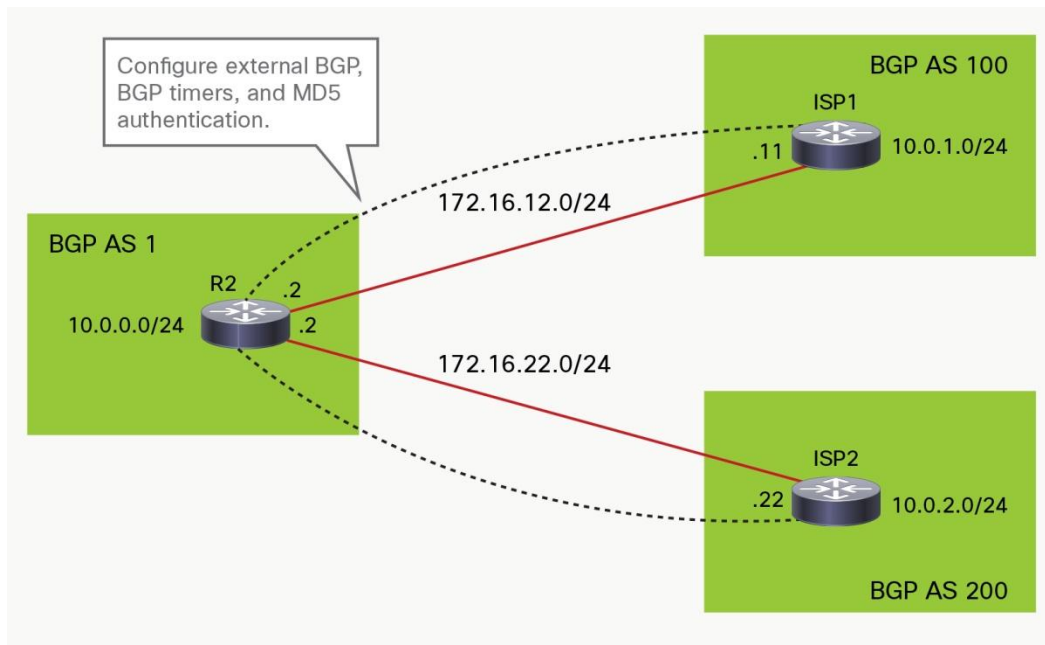 Configure external BGP,
BGP timers, and MD5
authentication.
BGP AS 100
ISP1
.11
10.0.1.0/24
172.16.12.0/24
BGP AS 1
R2
.2
10.0.0.0/24
.2
172.16.22.0/24
ISP2
.22
10.0.2.0/24
BGP AS 200